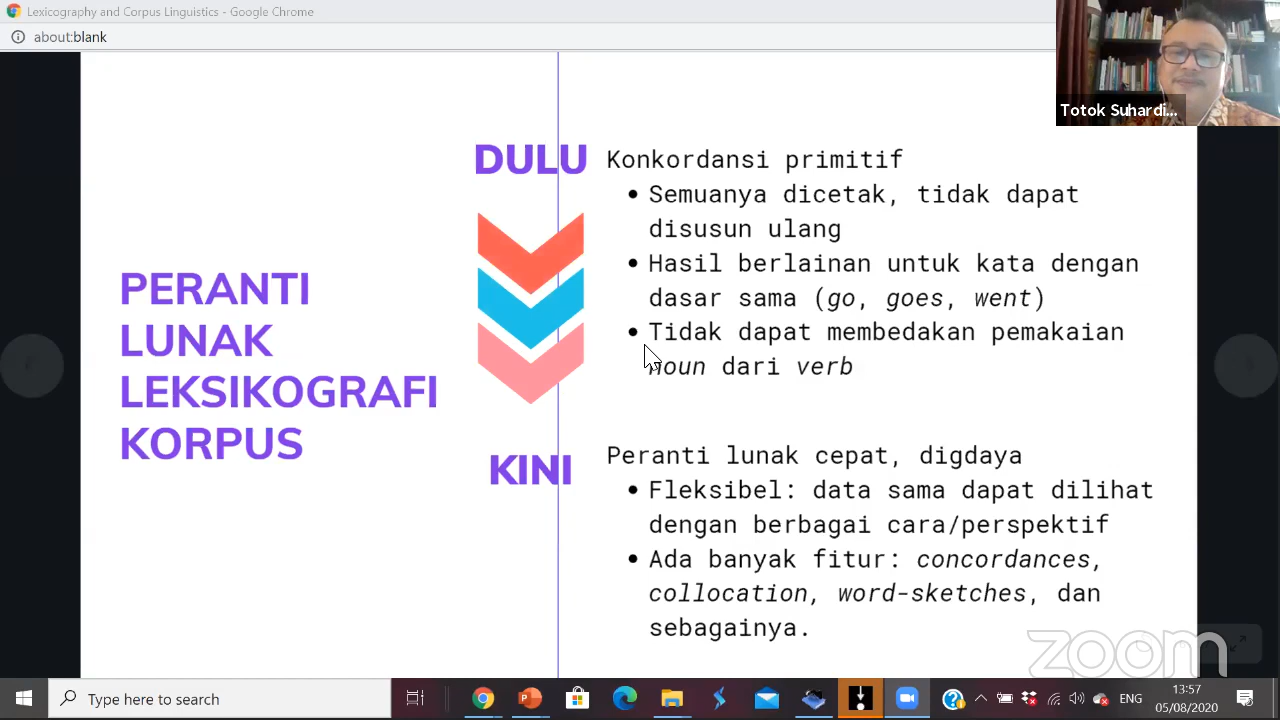 Lexicography and Corpus Linguistics - Google Chrome
about:blank
Totok Suhardi...
PERANTI
LUNAK
LEKSIKOGRAFI
KORPUS
DULU
Konkordansi primitif
• Semuanya dicetak, tidak dapat
disusun ulang
• Hasil berlainan untuk kata dengan
dasar sama (go, goes, went)
• Tidak dapat membedakan pemakaian
noun dari verb
KINI
Peranti lunak cepat, digdaya
• Fleksibel: data sama dapat dilihat
dengan berbagai cara/perspektif
• Ada banyak fitur: concordances,
collocation, word-sketches, dan
sebagainya.
zoom
Type here to search
ENG
13:57
05/08/2020